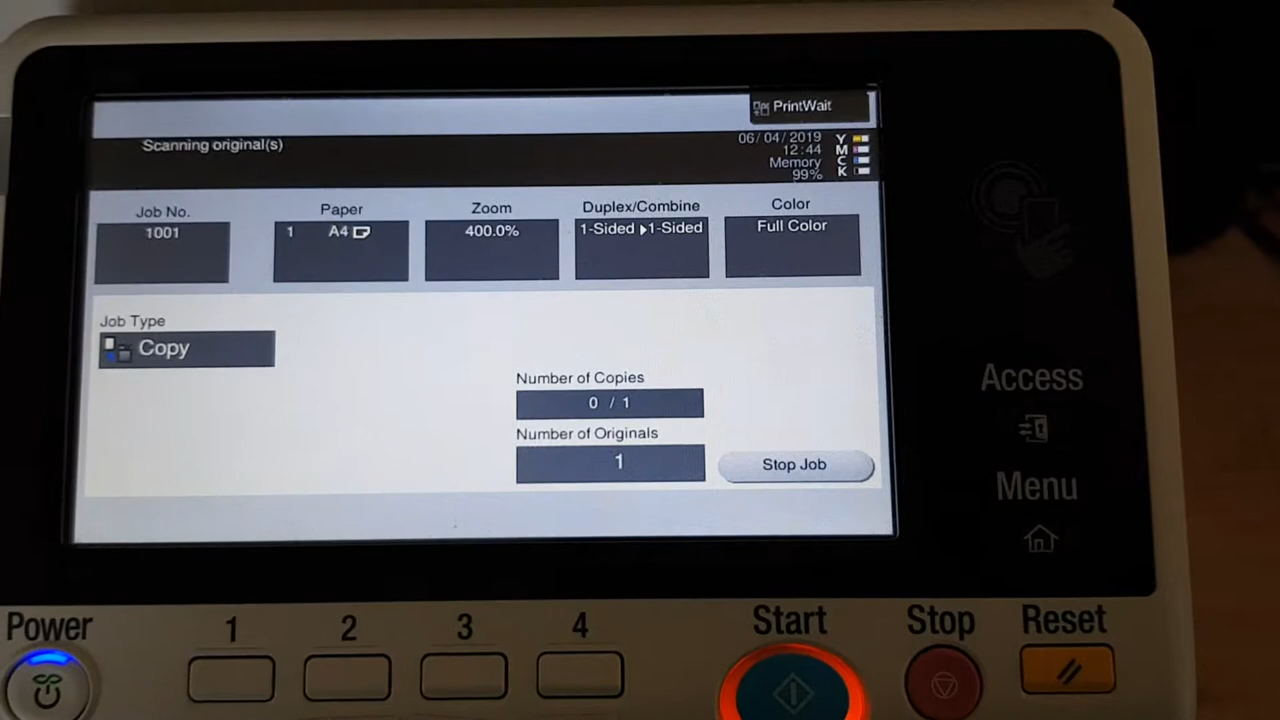 PrintWait
Scanning original(s)
06/04/2019
12:44
Memory
99%
Y
M
C
K
Job No.
1001
Paper
1 A4
Zoom
400.0%
Duplex/Combine
1-Sided ▶1-Sided
Color
Full Color
Job Type
Copy
Number of Copies
0 / 1
Number of Originals
1
Stop Job
Access
Menu
Power
1
2
3
4
Start
Stop
Reset